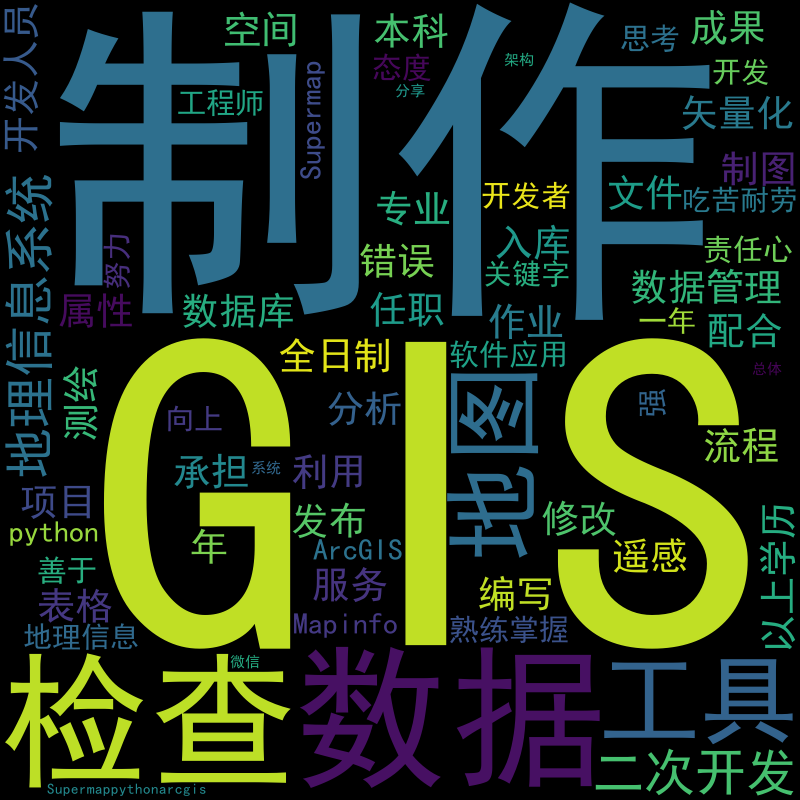 制作
GIS
检查
数据
工具
地图
地理信息系统
二次开发
开发人员
空间
本科
思考
成果
工程师
Supermap
态度
架构
分享
开发
矢量化
制图
专业
开发者
文件
吃苦耐劳
努力
错误
入库
关键字
责任心
属性
数据库
任职
作业
数据管理
一年
配合
全日制
软件应用
总体
测绘
向上
分析
强
流程
承担
系统
利用
项目
python
年
发布
修改
遥感
以上学历
善于
ArcGIS
服务
编写
表格
Mapinfo
熟练掌握
地理信息
微信
Supermappythonarcgis